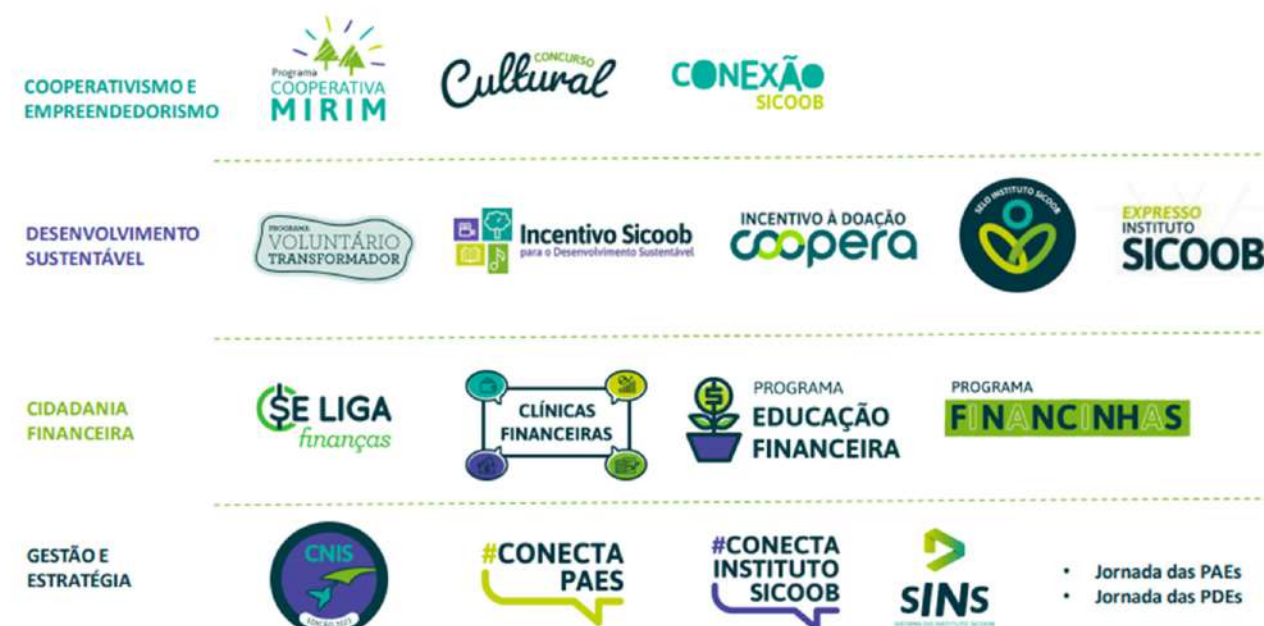 COOPERATIVISMO E
EMPREENDEDORISMO
Programa
COOPERATIVA
MIRIM
CONCURSO
Cultural
CONEXÃO
SICOOB
DESENVOLVIMENTO
SUSTENTÁVEL
PROGRAMA
VOLUNTÁRIO
TRANSFORMADOR
Incentivo Sicoob
para o Desenvolvimento Sustentável
INCENTIVO À DOAÇÃO
coopera
SELO INSTITUTO SICOOB
EXPRESSO
INSTITUTO
SICOOB
CIDADANIA
FINANCEIRA
SE LIGA
finanças
CLÍNICAS
FINANCEIRAS
PROGRAMA
EDUCAÇÃO
FINANCEIRA
PROGRAMA
FINANCINHAS
GESTÃO E
ESTRATÉGIA
CNIS
#CONECTA
PAES
#CONECTA
INSTITUTO
SICOOB
SINs
• Jornada das PAEs
• Jornada das PDEs